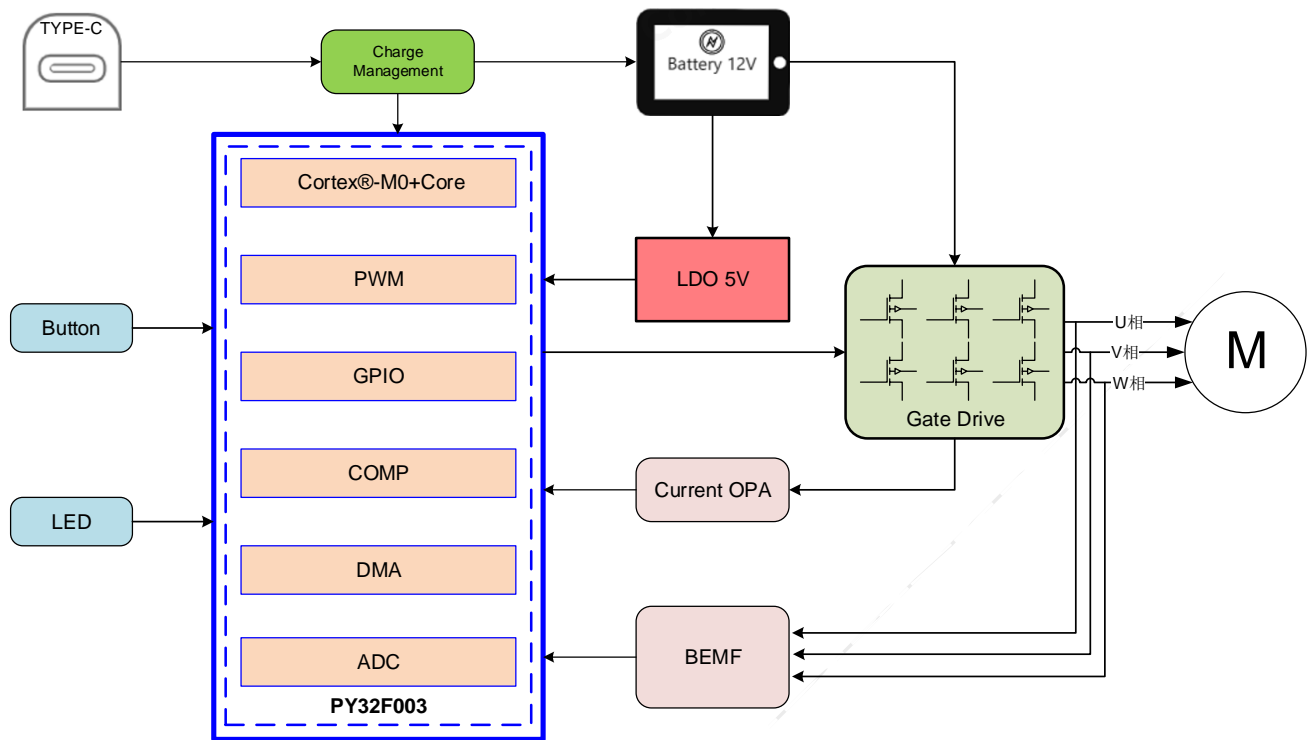 TYPE-C
Charge
Management
Battery 12V
Cortex®-M0+Core
PWM
LDO 5V
Button
GPIO
U相
V相
W相
M
Gate Drive
COMP
Current OPA
LED
DMA
BEMF
ADC
PY32F003